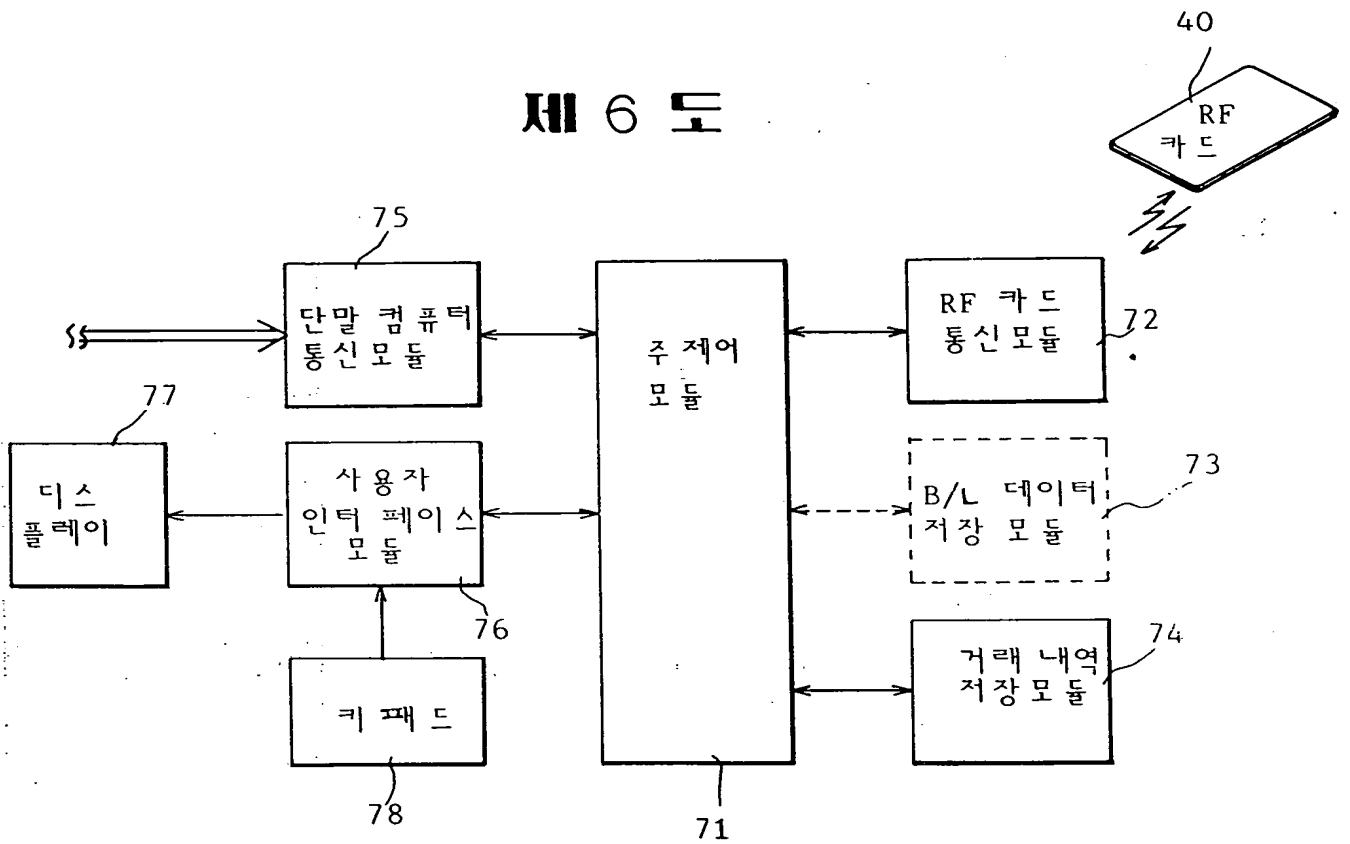 제 6 도
40
RF
카드
75
단말 컴퓨터
통신모듈
주제어
모듈
RF 카드
통신모듈
72
77
디스
플레이
사용자
인터 페이스
모듈
76
B/L 데이터
저장 모듈
73
키패드
78
71
거래 내역
저장모듈
74